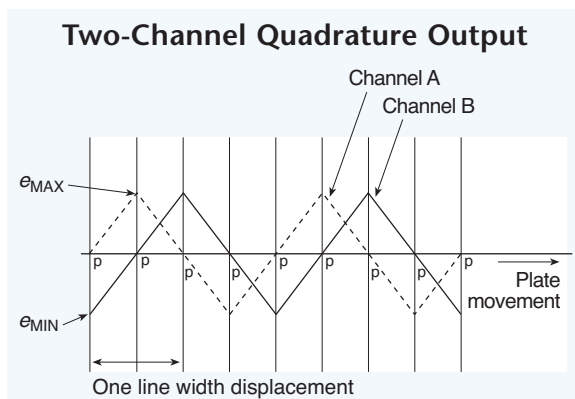 Two-Channel Quadrature Output
Channel A
Channel B
eMAX
p p p p p p p p p
Plate
movement
eMIN
One line width displacement